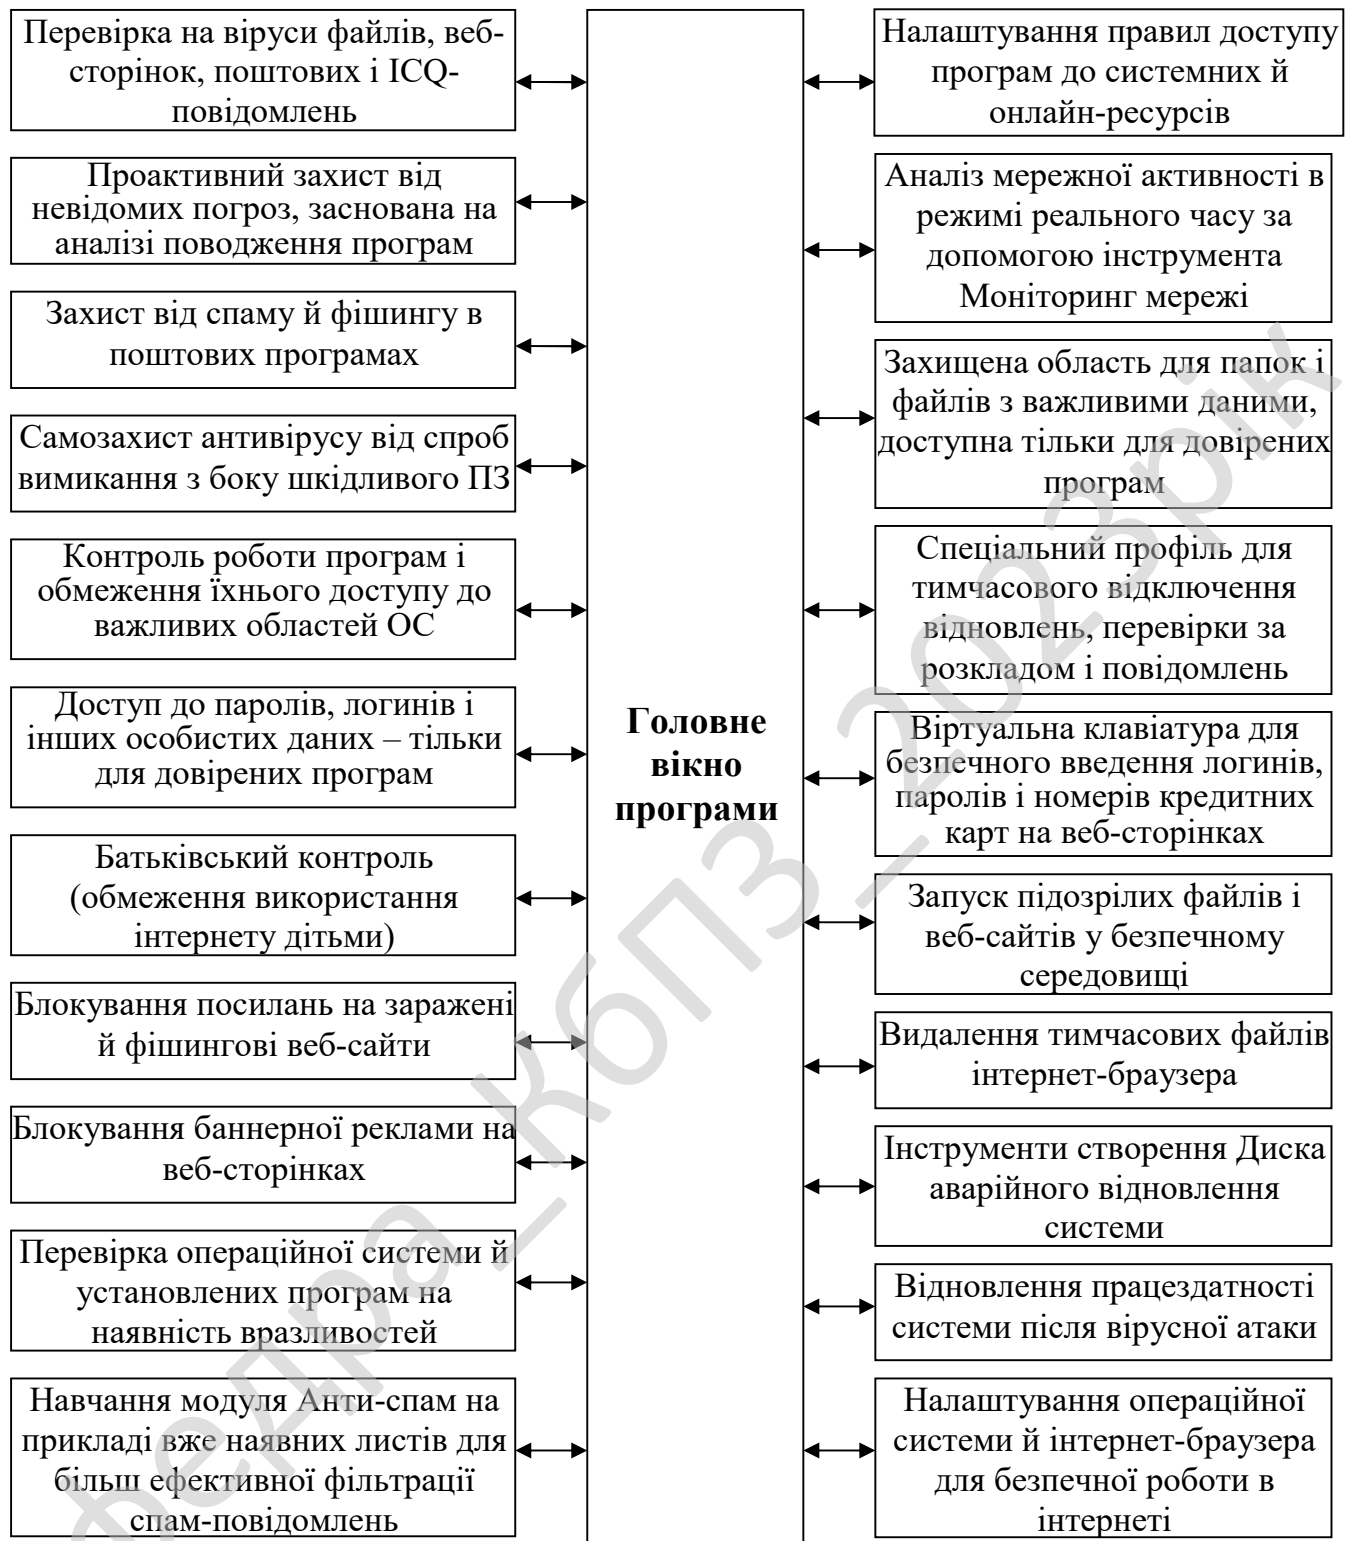 Перевірка на віруси файлів, веб-
сторінок, поштових і ICQ-
повідомлень
Проактивний захист від
невідомих погроз, заснована на
аналізі поводження програм
Захист від спаму й фішингу в
поштових програмах
Самозахист антивірусу від спроб
вимикання з боку шкідливого ПЗ
Контроль роботи програм і
обмеження їхнього доступу до
важливих областей ОС
Доступ до паролів, логинів і
інших особистих даних – тільки
для довірених програм
Батьківський контроль
(обмеження використання
інтернету дітьми)
Блокування посилань на заражені
й фішингові веб-сайти
Блокування баннерної реклами на
веб-сторінках
Перевірка операційної системи й
установлених програм на
наявність вразливостей
Навчання модуля Анти-спам на
прикладі вже наявних листів для
більш ефективної фільтрації
спам-повідомлень
Головне
вікно
програми
Налаштування правил доступу
програм до системних й
онлайн-ресурсів
Аналіз мережної активності в
режимі реального часу за
допомогою інструмента
Моніторинг мережі
Захищена область для папок і
файлів з важливими даними,
доступна тільки для довірених
програм
Спеціальний профіль для
тимчасового відключення
відновлень, перевірки за
розкладом і повідомлень
Віртуальна клавіатура для
безпечного введення логинів,
паролів і номерів кредитних
карт на веб-сторінках
Запуск підозрілих файлів і
веб-сайтів у безпечному
середовищі
Видалення тимчасових файлів
інтернет-браузера
Інструменти створення Диска
аварійного відновлення
системи
Відновлення працездатності
системи після вірусної атаки
Налаштування операційної
системи й інтернет-браузера
для безпечної роботи в
інтернеті
федра_КбПЗ_2023рік